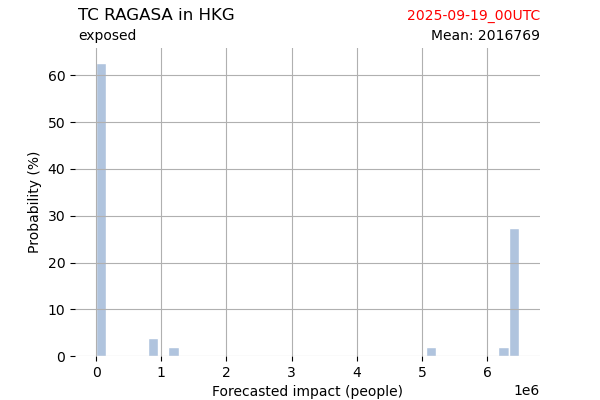 TC RAGASA in HKG
2025-09-19_00UTC
exposed
Mean: 2016769
Probability (%)
60
50
40
30
20
10
0
0 1 2 3 4 5 6
1e6
Forecasted impact (people)